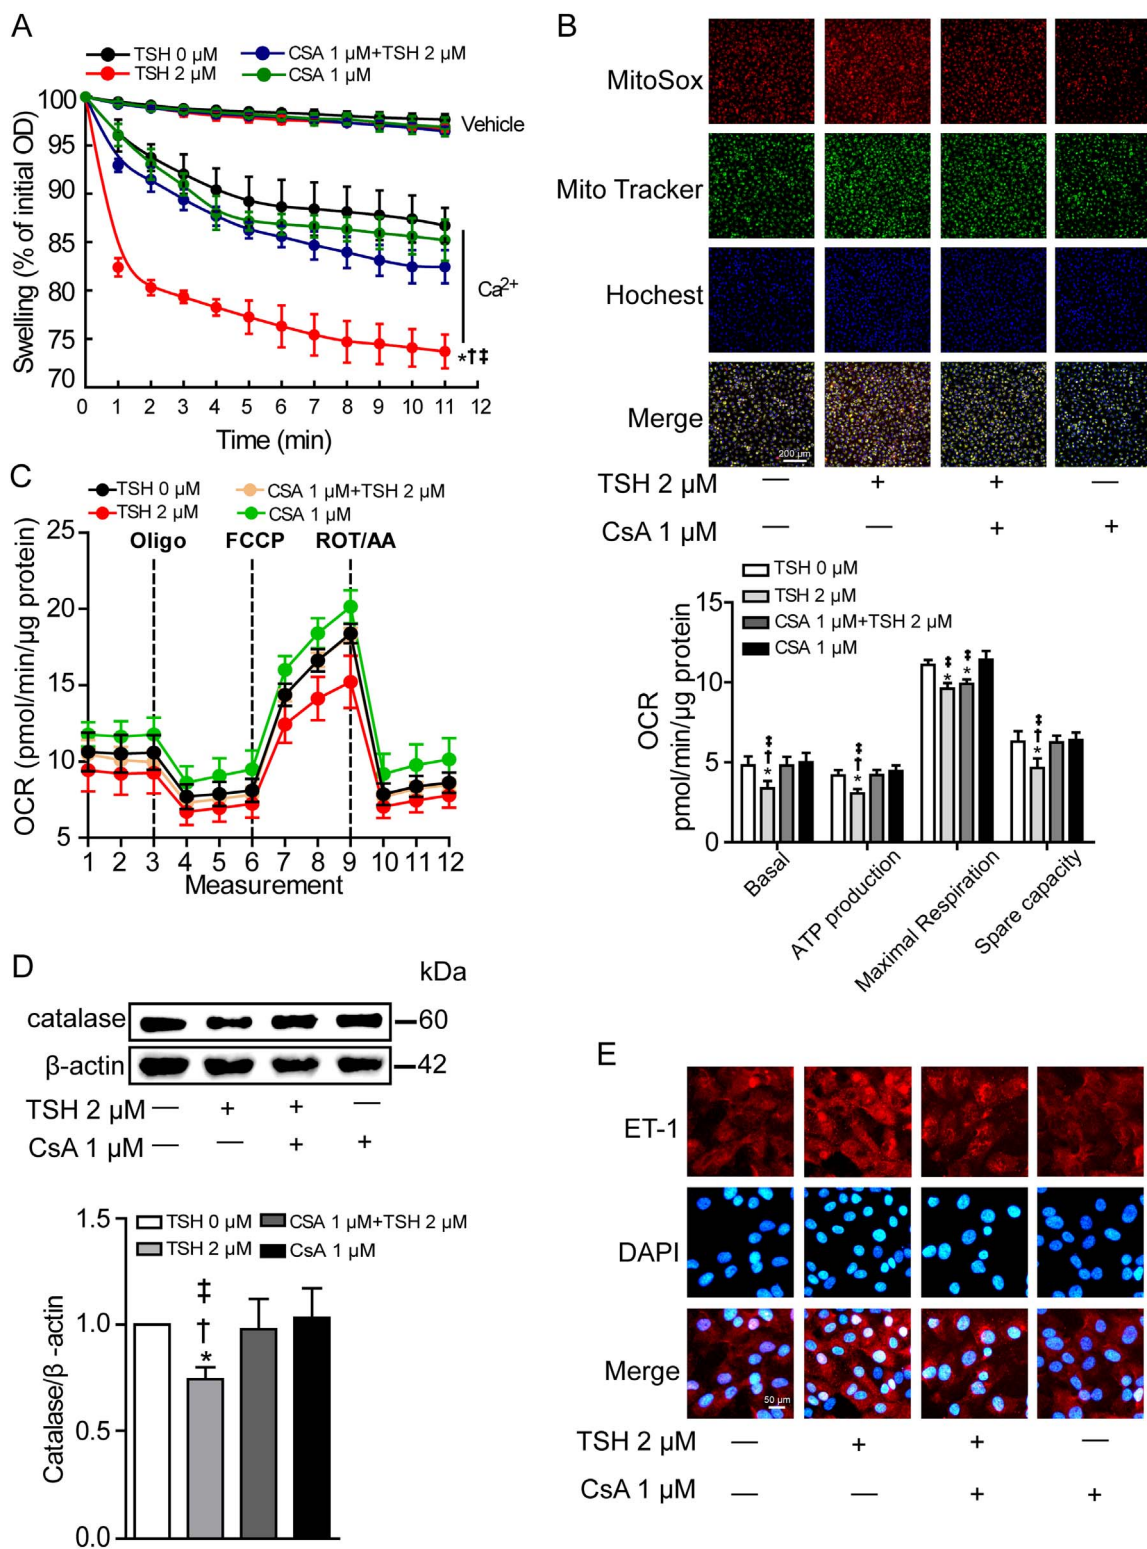 A
TSH 0 µM
CSA 1 µM+TSH 2 µM
TSH 2 µM
CSA 1 µM
Swelling (% of initial OD)
100
95
90
85
80
75
70
Vehicle
Ca2+
*†‡
0 1 2 3 4 5 6 7 8 9 10 11 12
Time (min)
B
MitoSox
Mito Tracker
Hochest
Merge
200 µm
TSH 2 µM — + + —
CsA 1 µM — — + +
C
TSH 0 µM
CSA 1 µM+TSH 2 µM
TSH 2 µM
CSA 1 µM
Oligo FCCP ROT/AA
OCR (pmol/min/µg protein)
25
20
15
10
5
1 2 3 4 5 6 7 8 9 10 11 12
Measurement
TSH 0 µM
TSH 2 µM
CSA 1 µM+TSH 2 µM
CSA 1 µM
OCR
pmol/min/µg protein
15
10
5
0
‡
†
*
‡
†
*
‡
*
‡
*
‡
†
*
Basal
ATP production
Maximal Respiration
Spare capacity
D
kDa
catalase 60
β-actin 42
TSH 2 µM — + + —
CsA 1 µM — — + +
TSH 0 µM
CSA 1 µM+TSH 2 µM
TSH 2 µM
CsA 1 µM
Catalase/β -actin
1.5
1.0
0.5
0.0
‡
†
*
E
ET-1
DAPI
Merge
50 µm
TSH 2 µM — + + —
CsA 1 µM — — + +